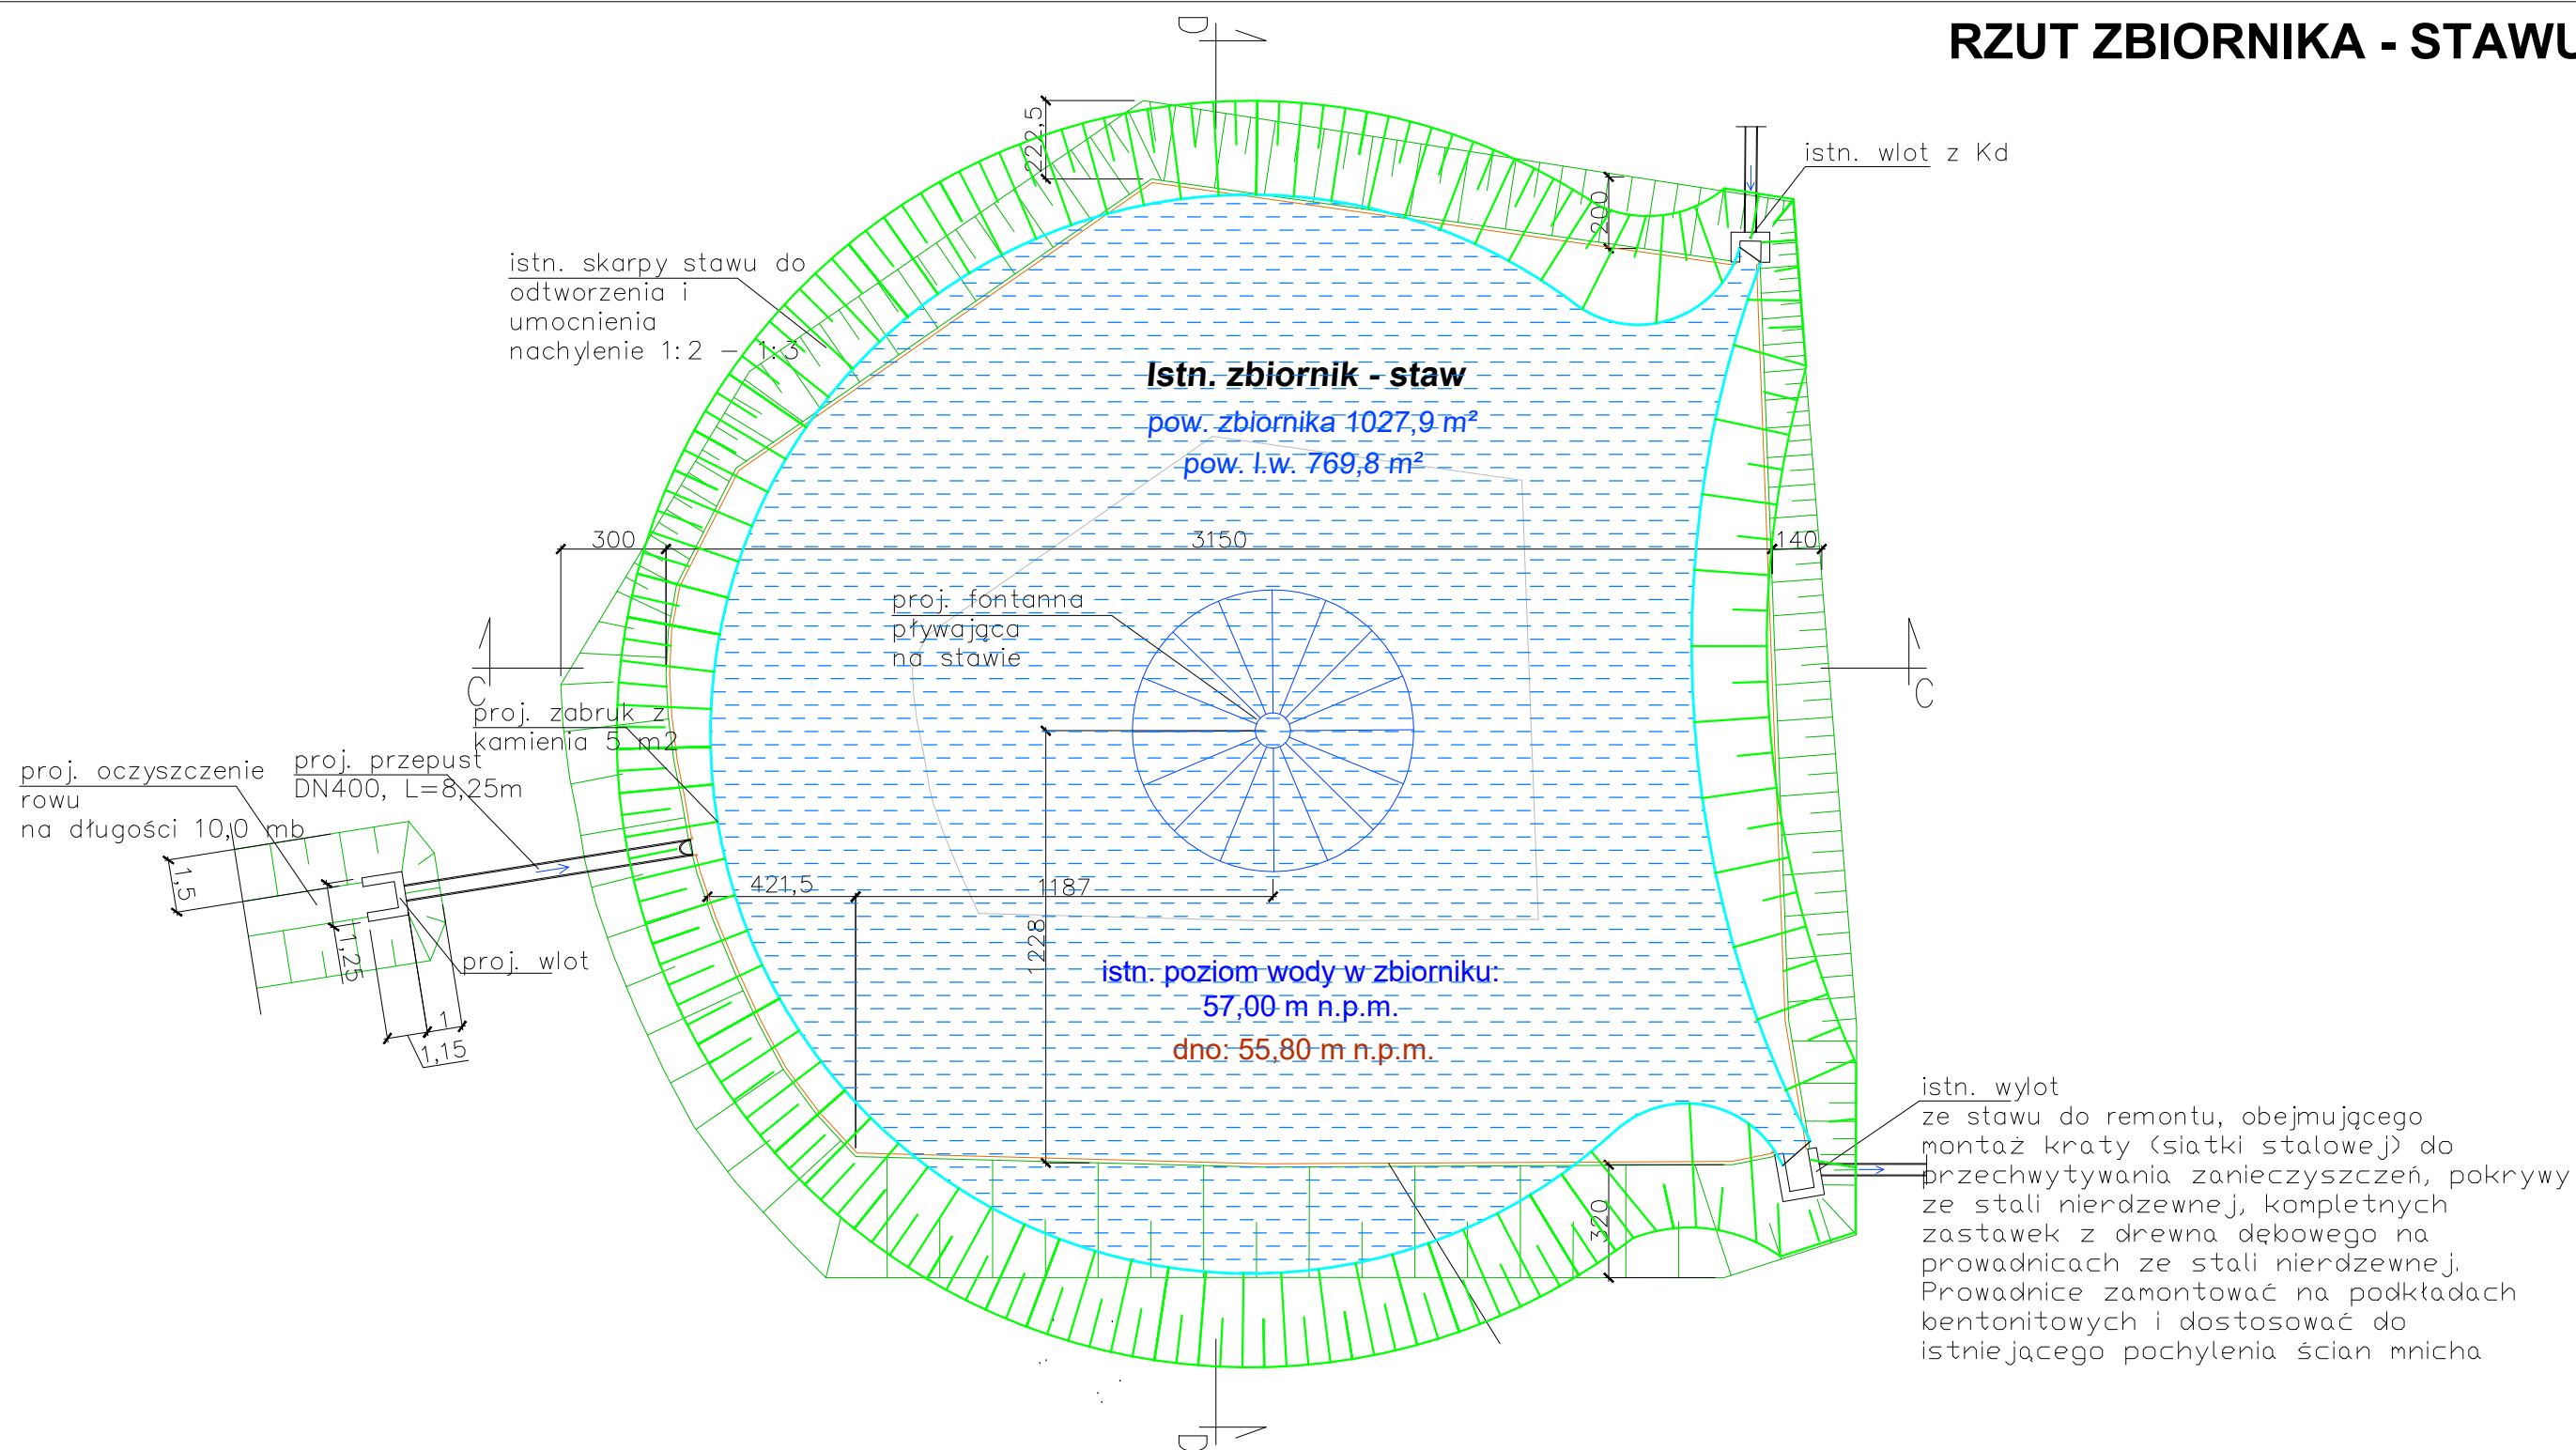 RZUT ZBIORNIKA - STAWU
D
222,5
istn. wlot z Kd
200
istn. skarpy stawu do
odtworzenia i
umocnienia
nachylenie 1:2 – 1:3
Istn. zbiornik - staw
pow. zbiornika 1027,9 m²
pow. l.w. 769,8 m²
300
3150
140
proj. fontanna
pływająca
na stawie
C
C
proj. zabruk z
kamienia 5 m2
proj. oczyszczenie
rowu
na długości 10,0 mb
proj. przepust
DN400, L=8,25m
1,5
1,25
proj. wlot
1
1,15
421,5
1187
1228
istn. poziom wody w zbiorniku:
57,00 m n.p.m.
dno: 55,80 m n.p.m.
320
istn. wylot
ze stawu do remontu, obejmującego
montaż kraty (siatki stalowej) do
przechwytywania zanieczyszczeń, pokrywy
ze stali nierdzewnej, kompletnych
zastawek z drewna dębowego na
prowadnicach ze stali nierdzewnej.
Prowadnice zamontować na podkładach
bentonitowych i dostosować do
istniejącego pochylenia ścian mnicha
D